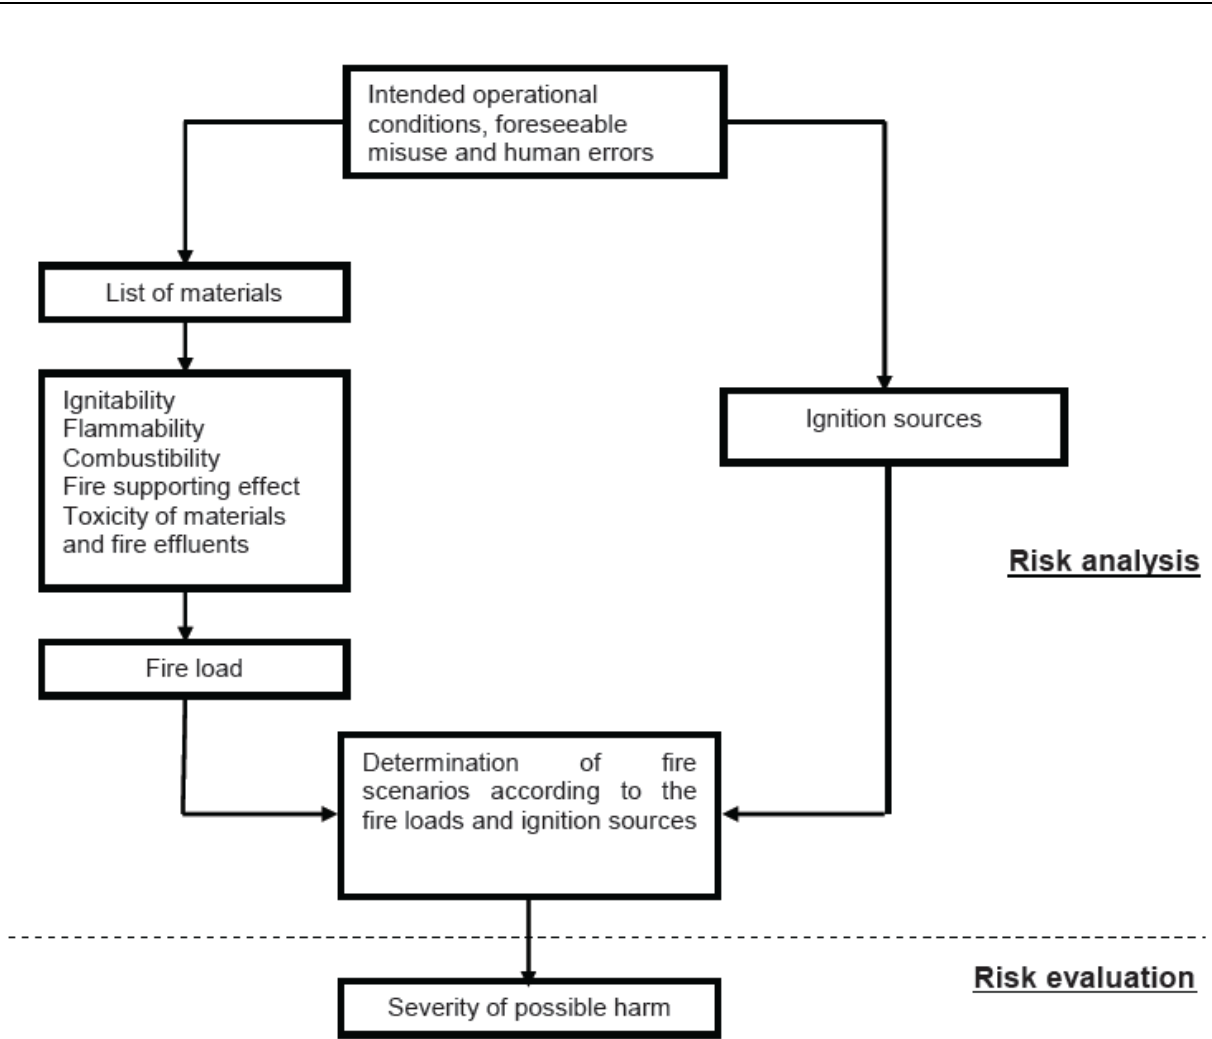 Intended operational
conditions, foreseeable
misuse and human errors
List of materials
Ignitability
Flammability
Combustibility
Fire supporting effect
Toxicity of materials
and fire effluents
Ignition sources
Risk analysis
Fire load
Determination of fire
scenarios according to the
fire loads and ignition sources
Risk evaluation
Severity of possible harm